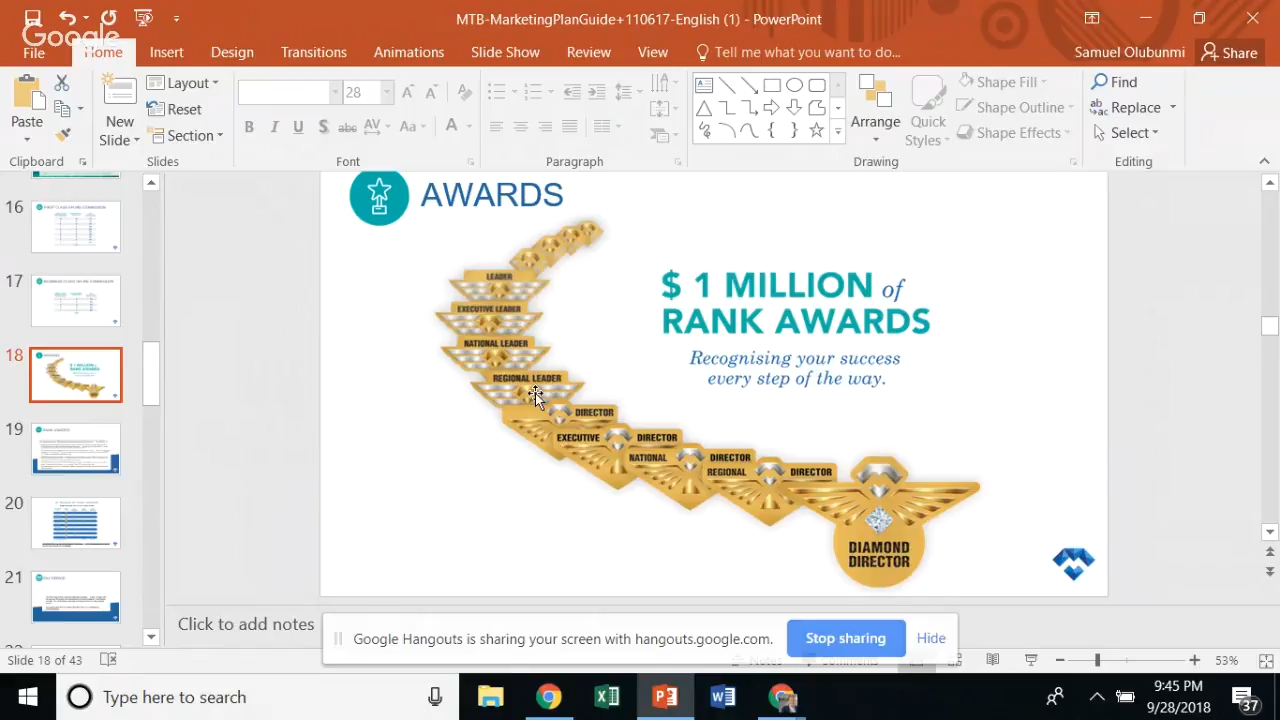 MTB-MarketingPlanGuide+110617-English (1) - PowerPoint
Google
File Home Insert Design Transitions Animations Slide Show Review View Tell me what you want to do... Samuel Olubunmi Share
Paste
New Slide
Layout
Reset
Section
28
B I U S abc AV Aa A
Arrange
Quick Styles
Shape Fill
Shape Outline
Shape Effects
Find
Replace
Select
Clipboard Slides Font Paragraph Drawing Editing
16
17
18
19
20
21
AWARDS
LEADER
EXECUTIVE LEADER
NATIONAL LEADER
REGIONAL LEADER
DIRECTOR
EXECUTIVE DIRECTOR
NATIONAL DIRECTOR
REGIONAL DIRECTOR
DIAMOND
DIRECTOR
$ 1 MILLION of
RANK AWARDS
Recognising your success
every step of the way.
Click to add notes
Google Hangouts is sharing your screen with hangouts.google.com. Stop sharing Hide
Slide 18 of 43
53%
Type here to search
9:45 PM
9/28/2018
37